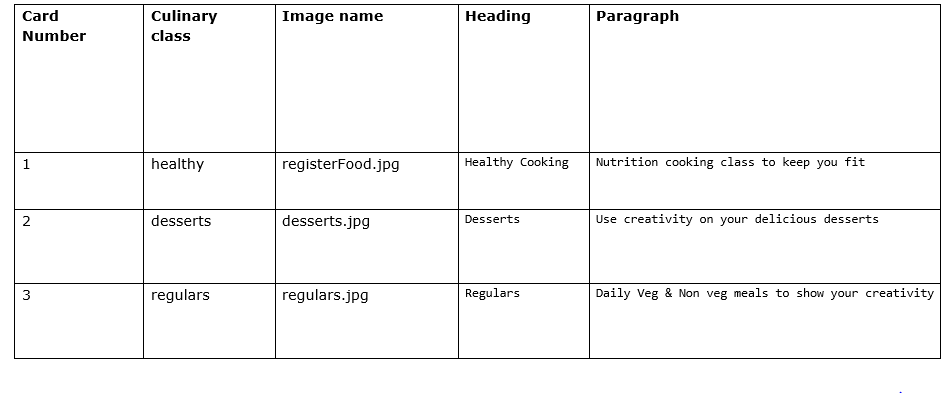 Card Number Culinary class Image name Heading Paragraph
1 healthy registerFood.jpg Healthy Cooking Nutrition cooking class to keep you fit
2 desserts desserts.jpg Desserts Use creativity on your delicious desserts
3 regulars regulars.jpg Regulars Daily Veg & Non veg meals to show your creativity